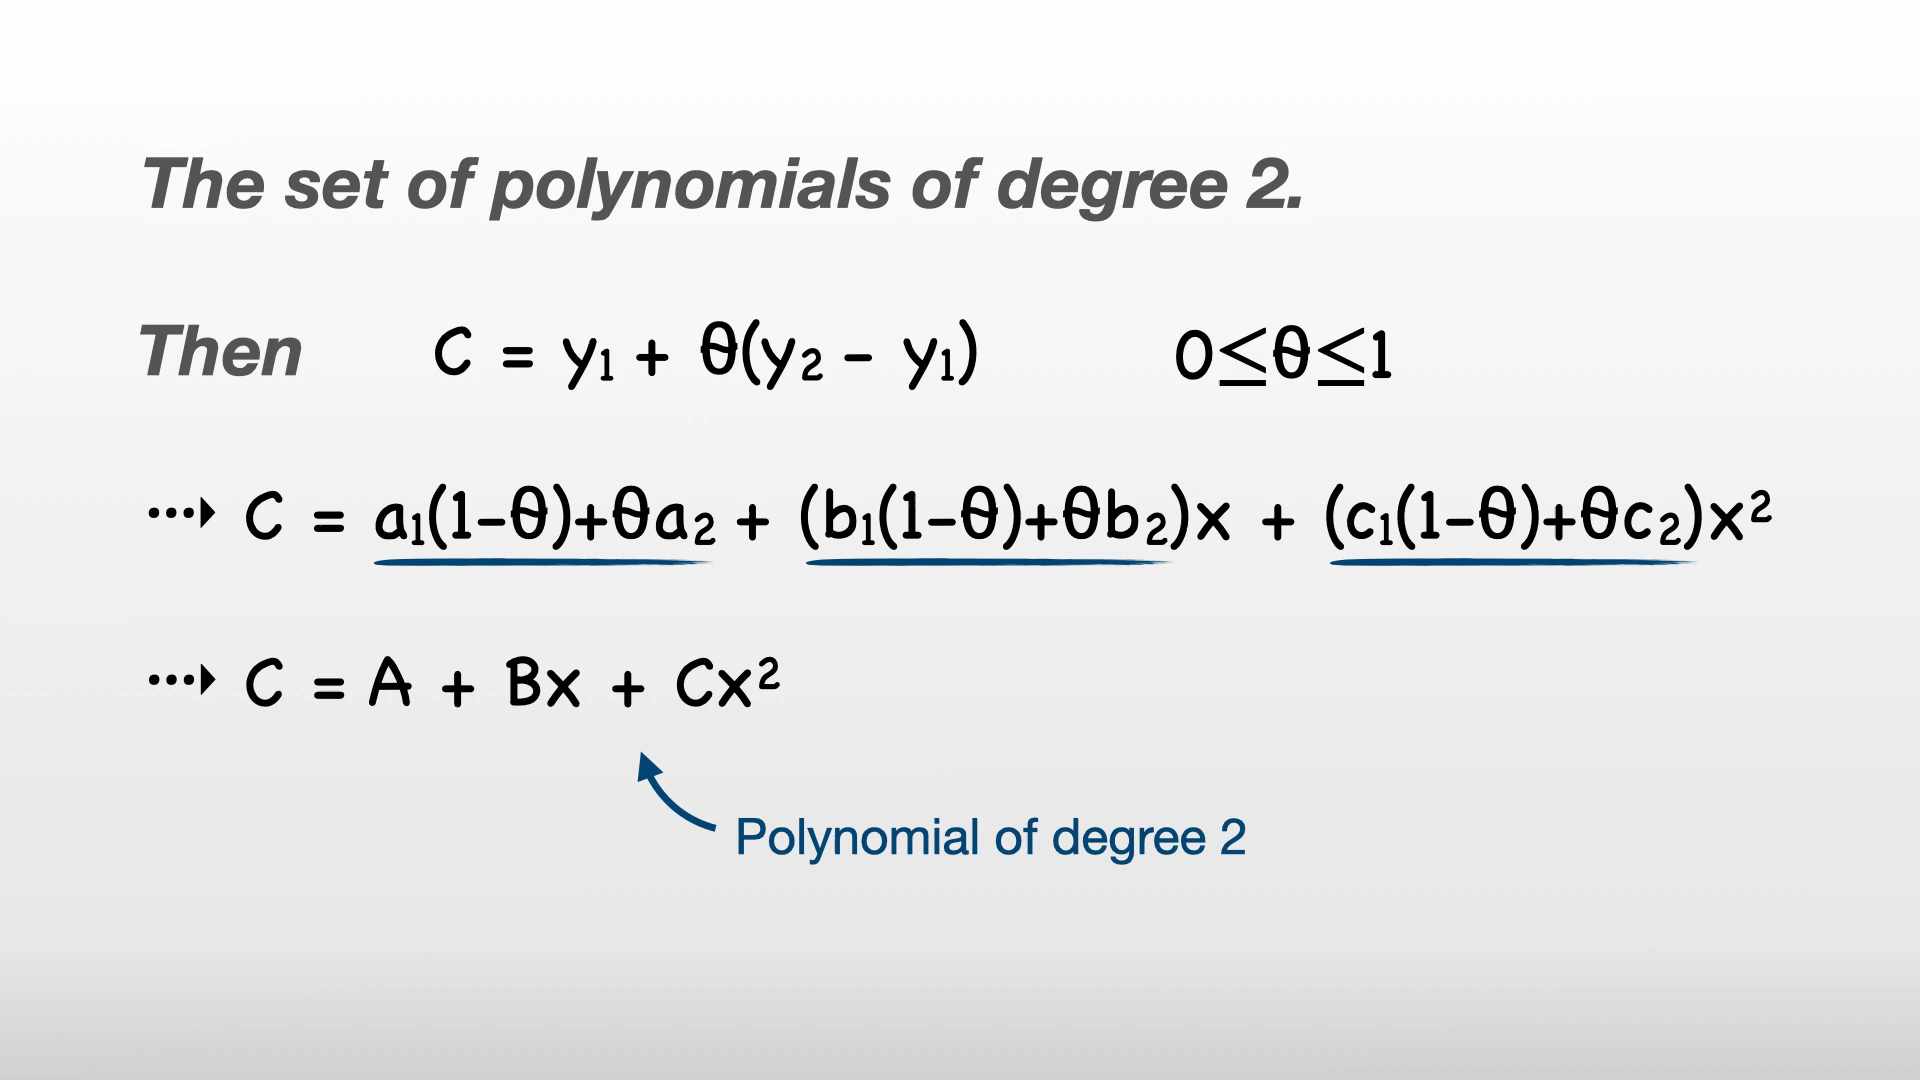 The set of polynomials of degree 2.
Then C = y₁ + θ(y₂ - y₁) 0≤θ≤1
⋯▸ C = a₁(1-θ)+θa₂ + (b₁(1-θ)+θb₂)x + (c₁(1-θ)+θc₂)x²
⋯▸ C = A + Bx + Cx²
Polynomial of degree 2